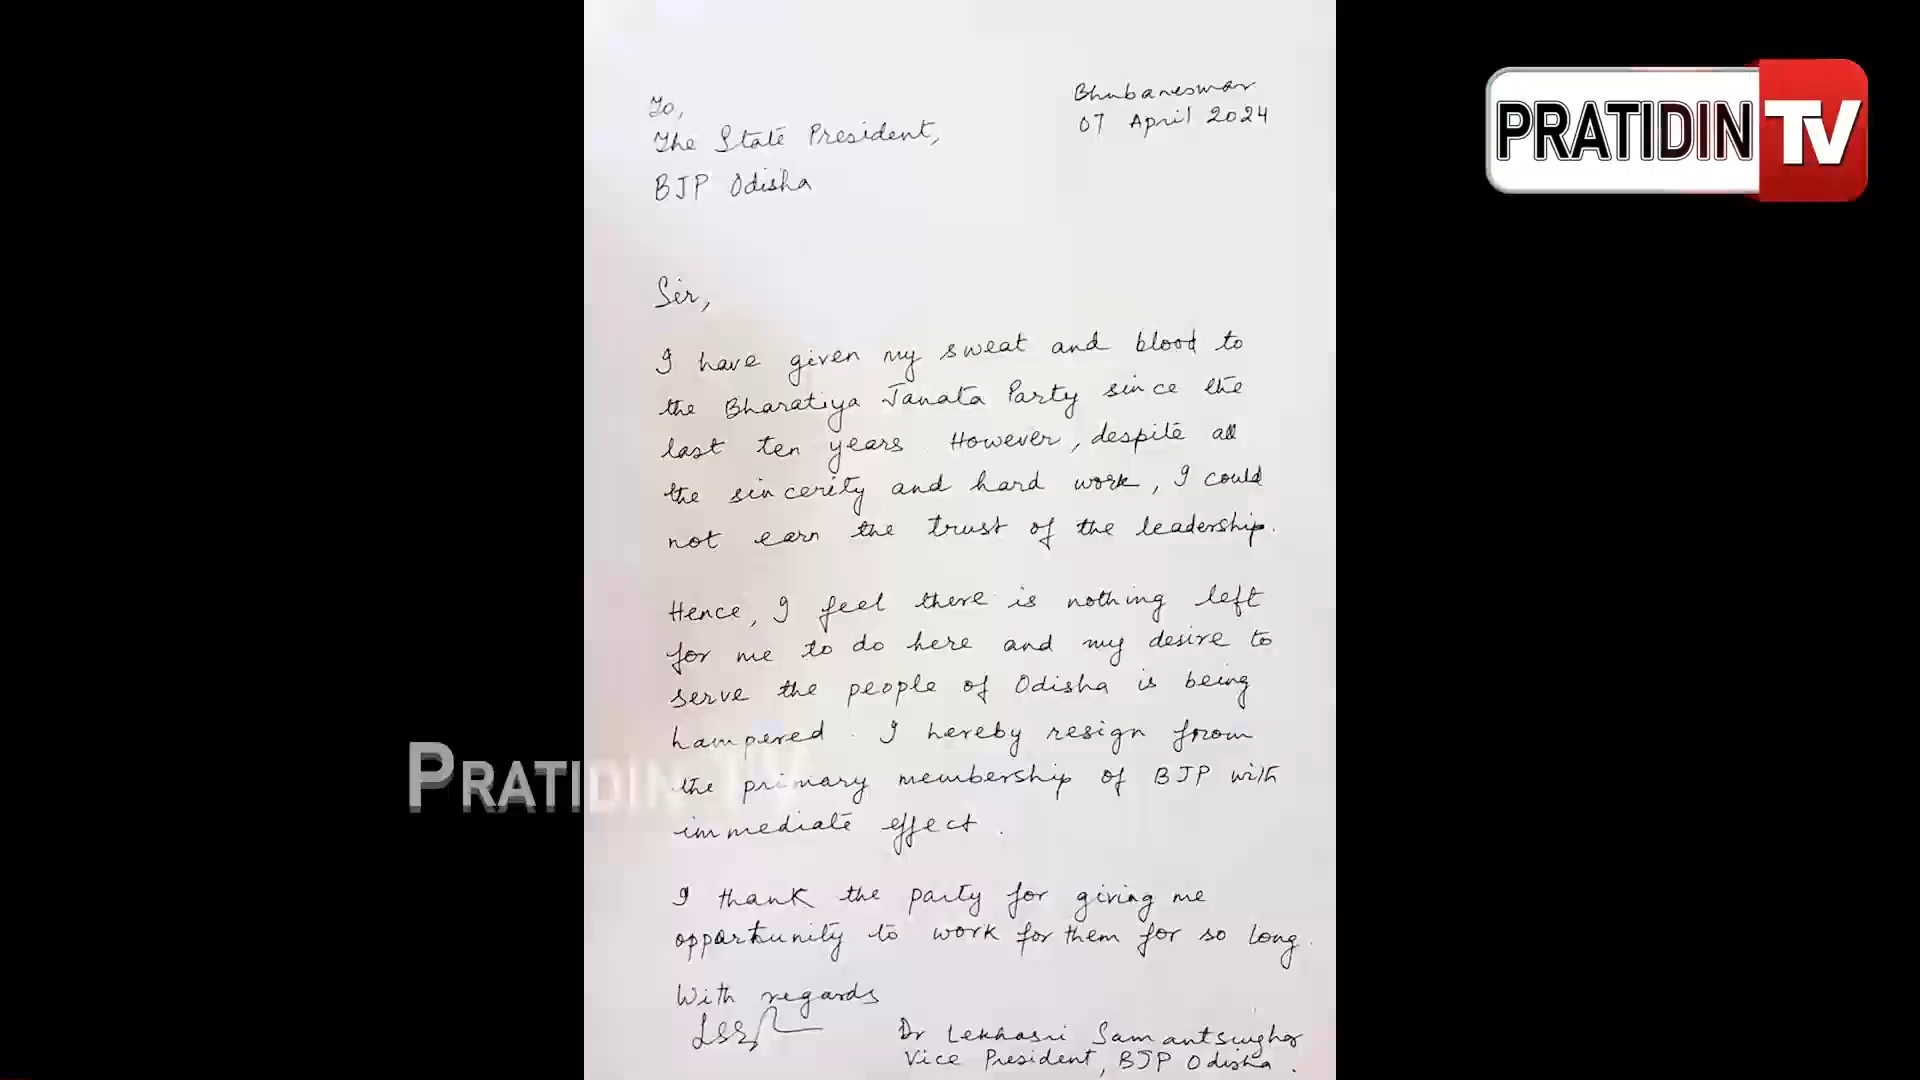 PRATIDIN TV
Bhubaneswar
07 April 2024
To,
The State President,
BJP Odisha
Sir,
I have given my sweat and blood to
the Bharatiya Janata Party since the
last ten years. However, despite all
the sincerity and hard work, I could
not earn the trust of the leadership.
Hence, I feel there is nothing left
for me to do here and my desire to
serve the people of Odisha is being
hampered. I hereby resign from
the primary membership of BJP with
immediate effect.
PRATIDIN TV
I thank the party for giving me
opportunity to work for them for so long.
With regards
Dr Lekhasri Samantsinghar
Vice President, BJP Odisha.